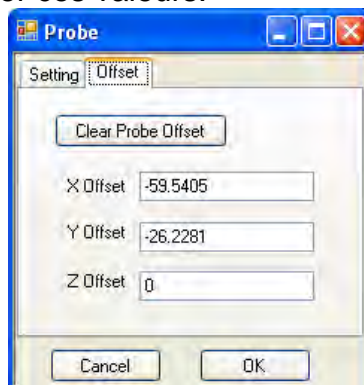 Probe
Setting Offset
Clear Probe Offset
X Offset -59.5405
Y Offset -26.2281
Z Offset 0
Cancel OK